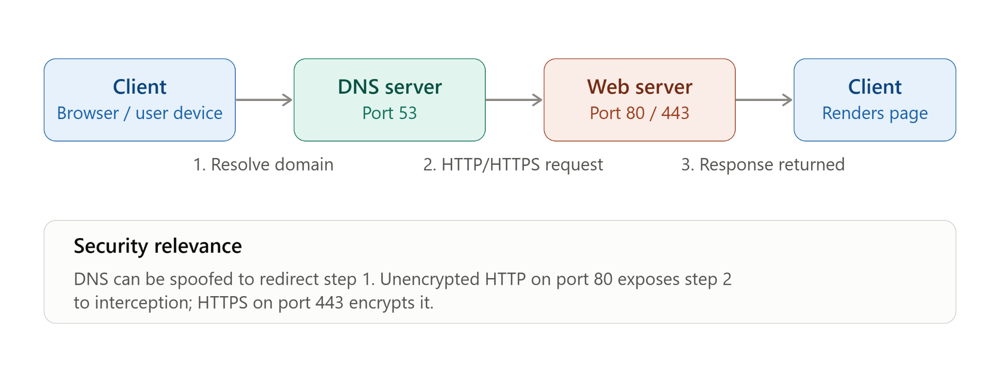 Client
Browser / user device
DNS server
Port 53
Web server
Port 80 / 443
Client
Renders page
1. Resolve domain
2. HTTP/HTTPS request
3. Response returned
Security relevance
DNS can be spoofed to redirect step 1. Unencrypted HTTP on port 80 exposes step 2
to interception; HTTPS on port 443 encrypts it.